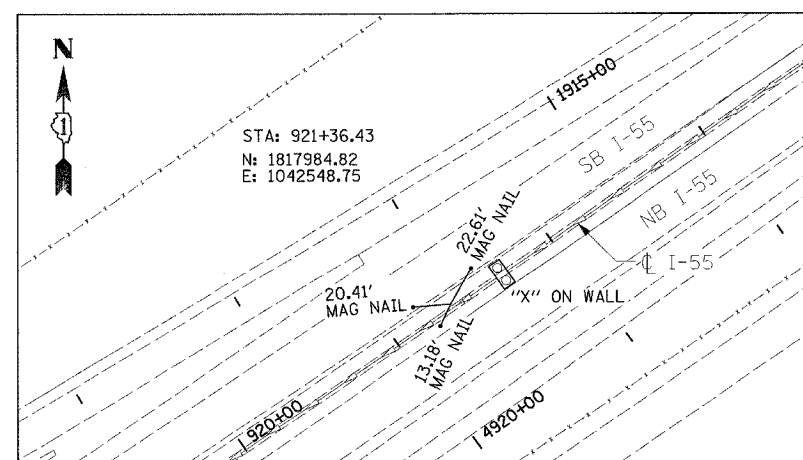 N
1
STA: 921+36.43
N: 1817984.82
E: 1042548.75
1915+00
SB I-55
NB I-55
22.61'
MAG NAIL
℄ I-55
20.41'
MAG NAIL
"X" ON WALL
13.18'
MAG NAIL
920+00
4920+00